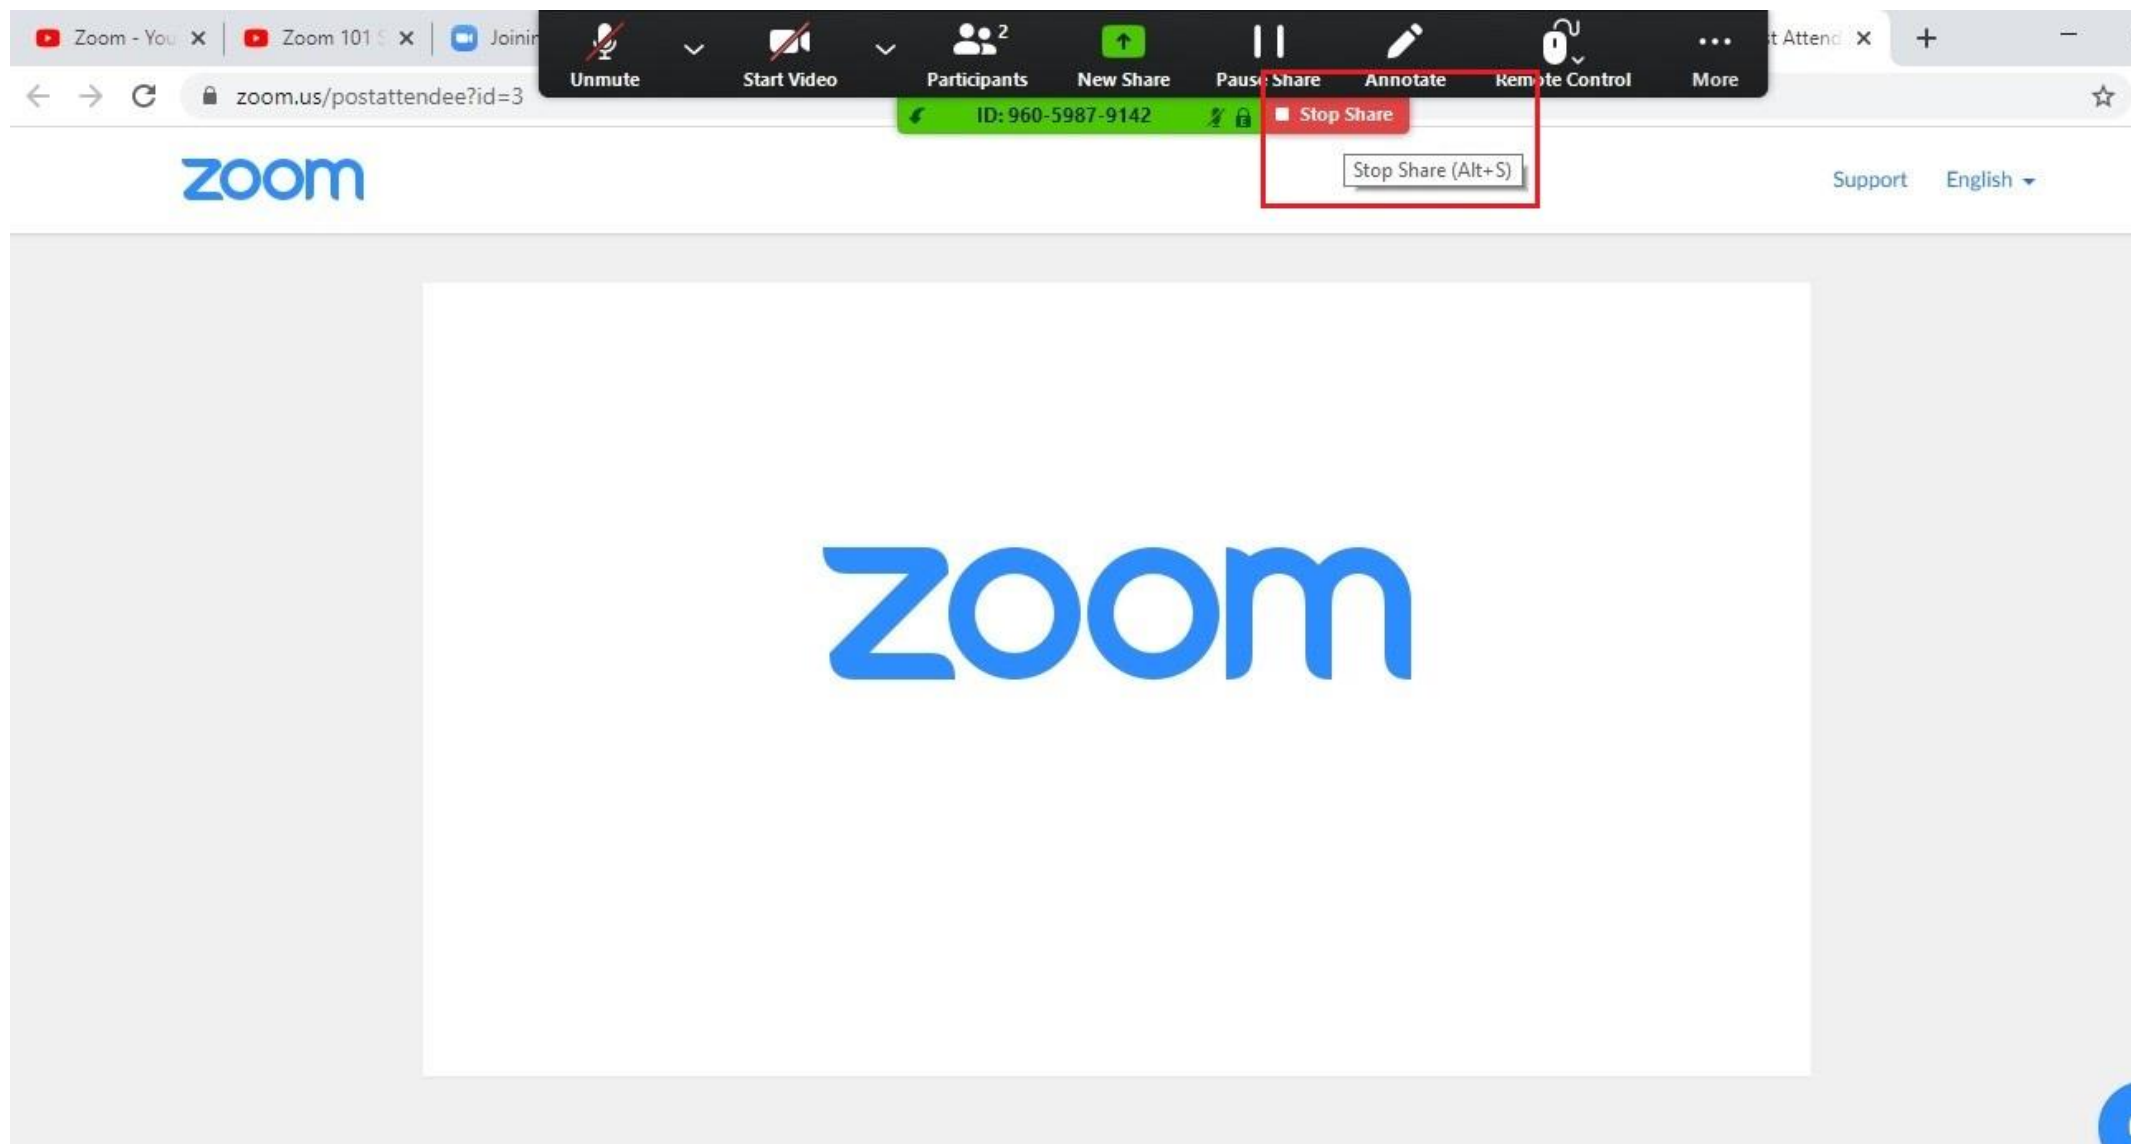 Zoom - You
Zoom 101 S
Joinin
st Attend
2
Unmute
Start Video
Participants
New Share
Pause Share
Annotate
Remote Control
More
zoom.us/postattendee?id=3
ID: 960-5987-9142
Stop Share
zoom
Stop Share (Alt+S)
Support
English
zoom